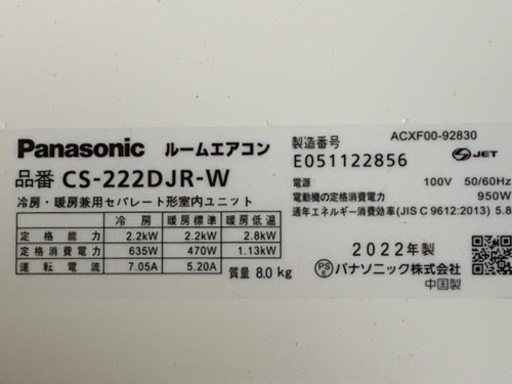 ACXF00-92830
Panasonic ルームエアコン
製造番号
E051122856
JET
品番 CS-222DJR-W
冷房・暖房兼用セパレート形室内ユニット
電源 100V 50/60Hz
電動機の定格消費電力 950W
通年エネルギー消費効率(JIS C 9612:2013) 5.8
冷房 暖房標準 暖房低温
定格能力 2.2kW 2.2kW 2.8kW
定格消費電力 635W 470W 1.13kW
運転電流 7.05A 5.20A
質量 8.0kg
2022年製
PS E パナソニック株式会社
中国製